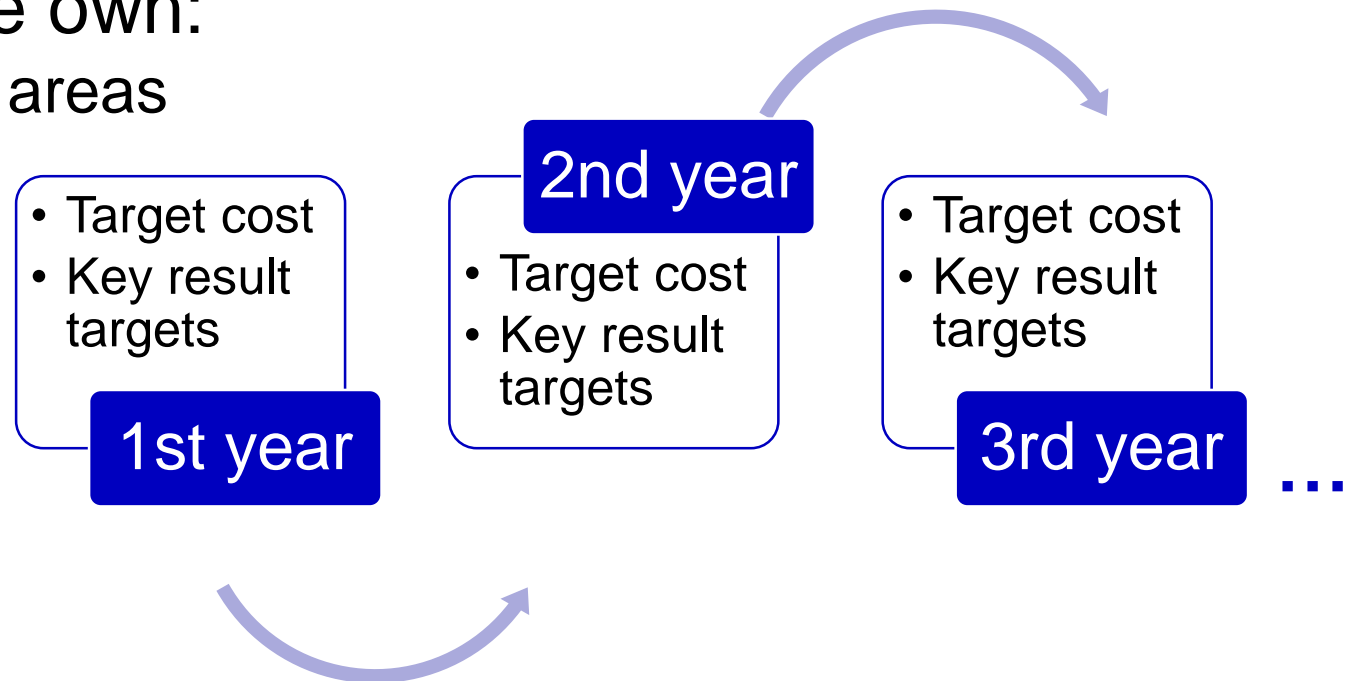 e own:
areas
• Target cost
• Key result
targets
1st year
2nd year
• Target cost
• Key result
targets
• Target cost
• Key result
targets
3rd year
...